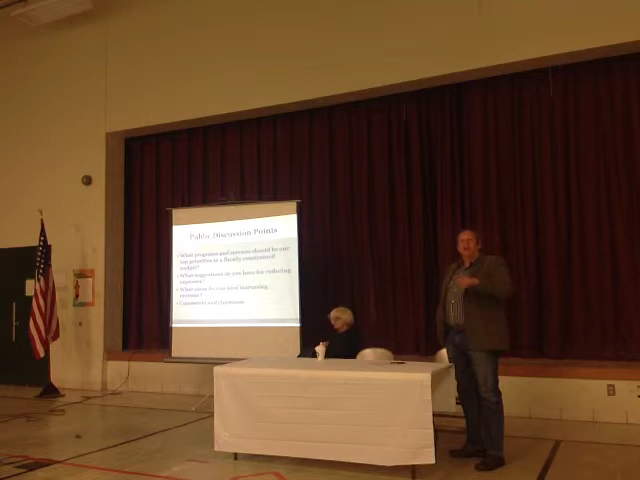 Public Discussion Points
What programs and services should be our
top priorities in a fiscally constrained
budget?
What suggestions do you have for reducing
expenses?
What ideas do you have increasing
revenue?
Comments and